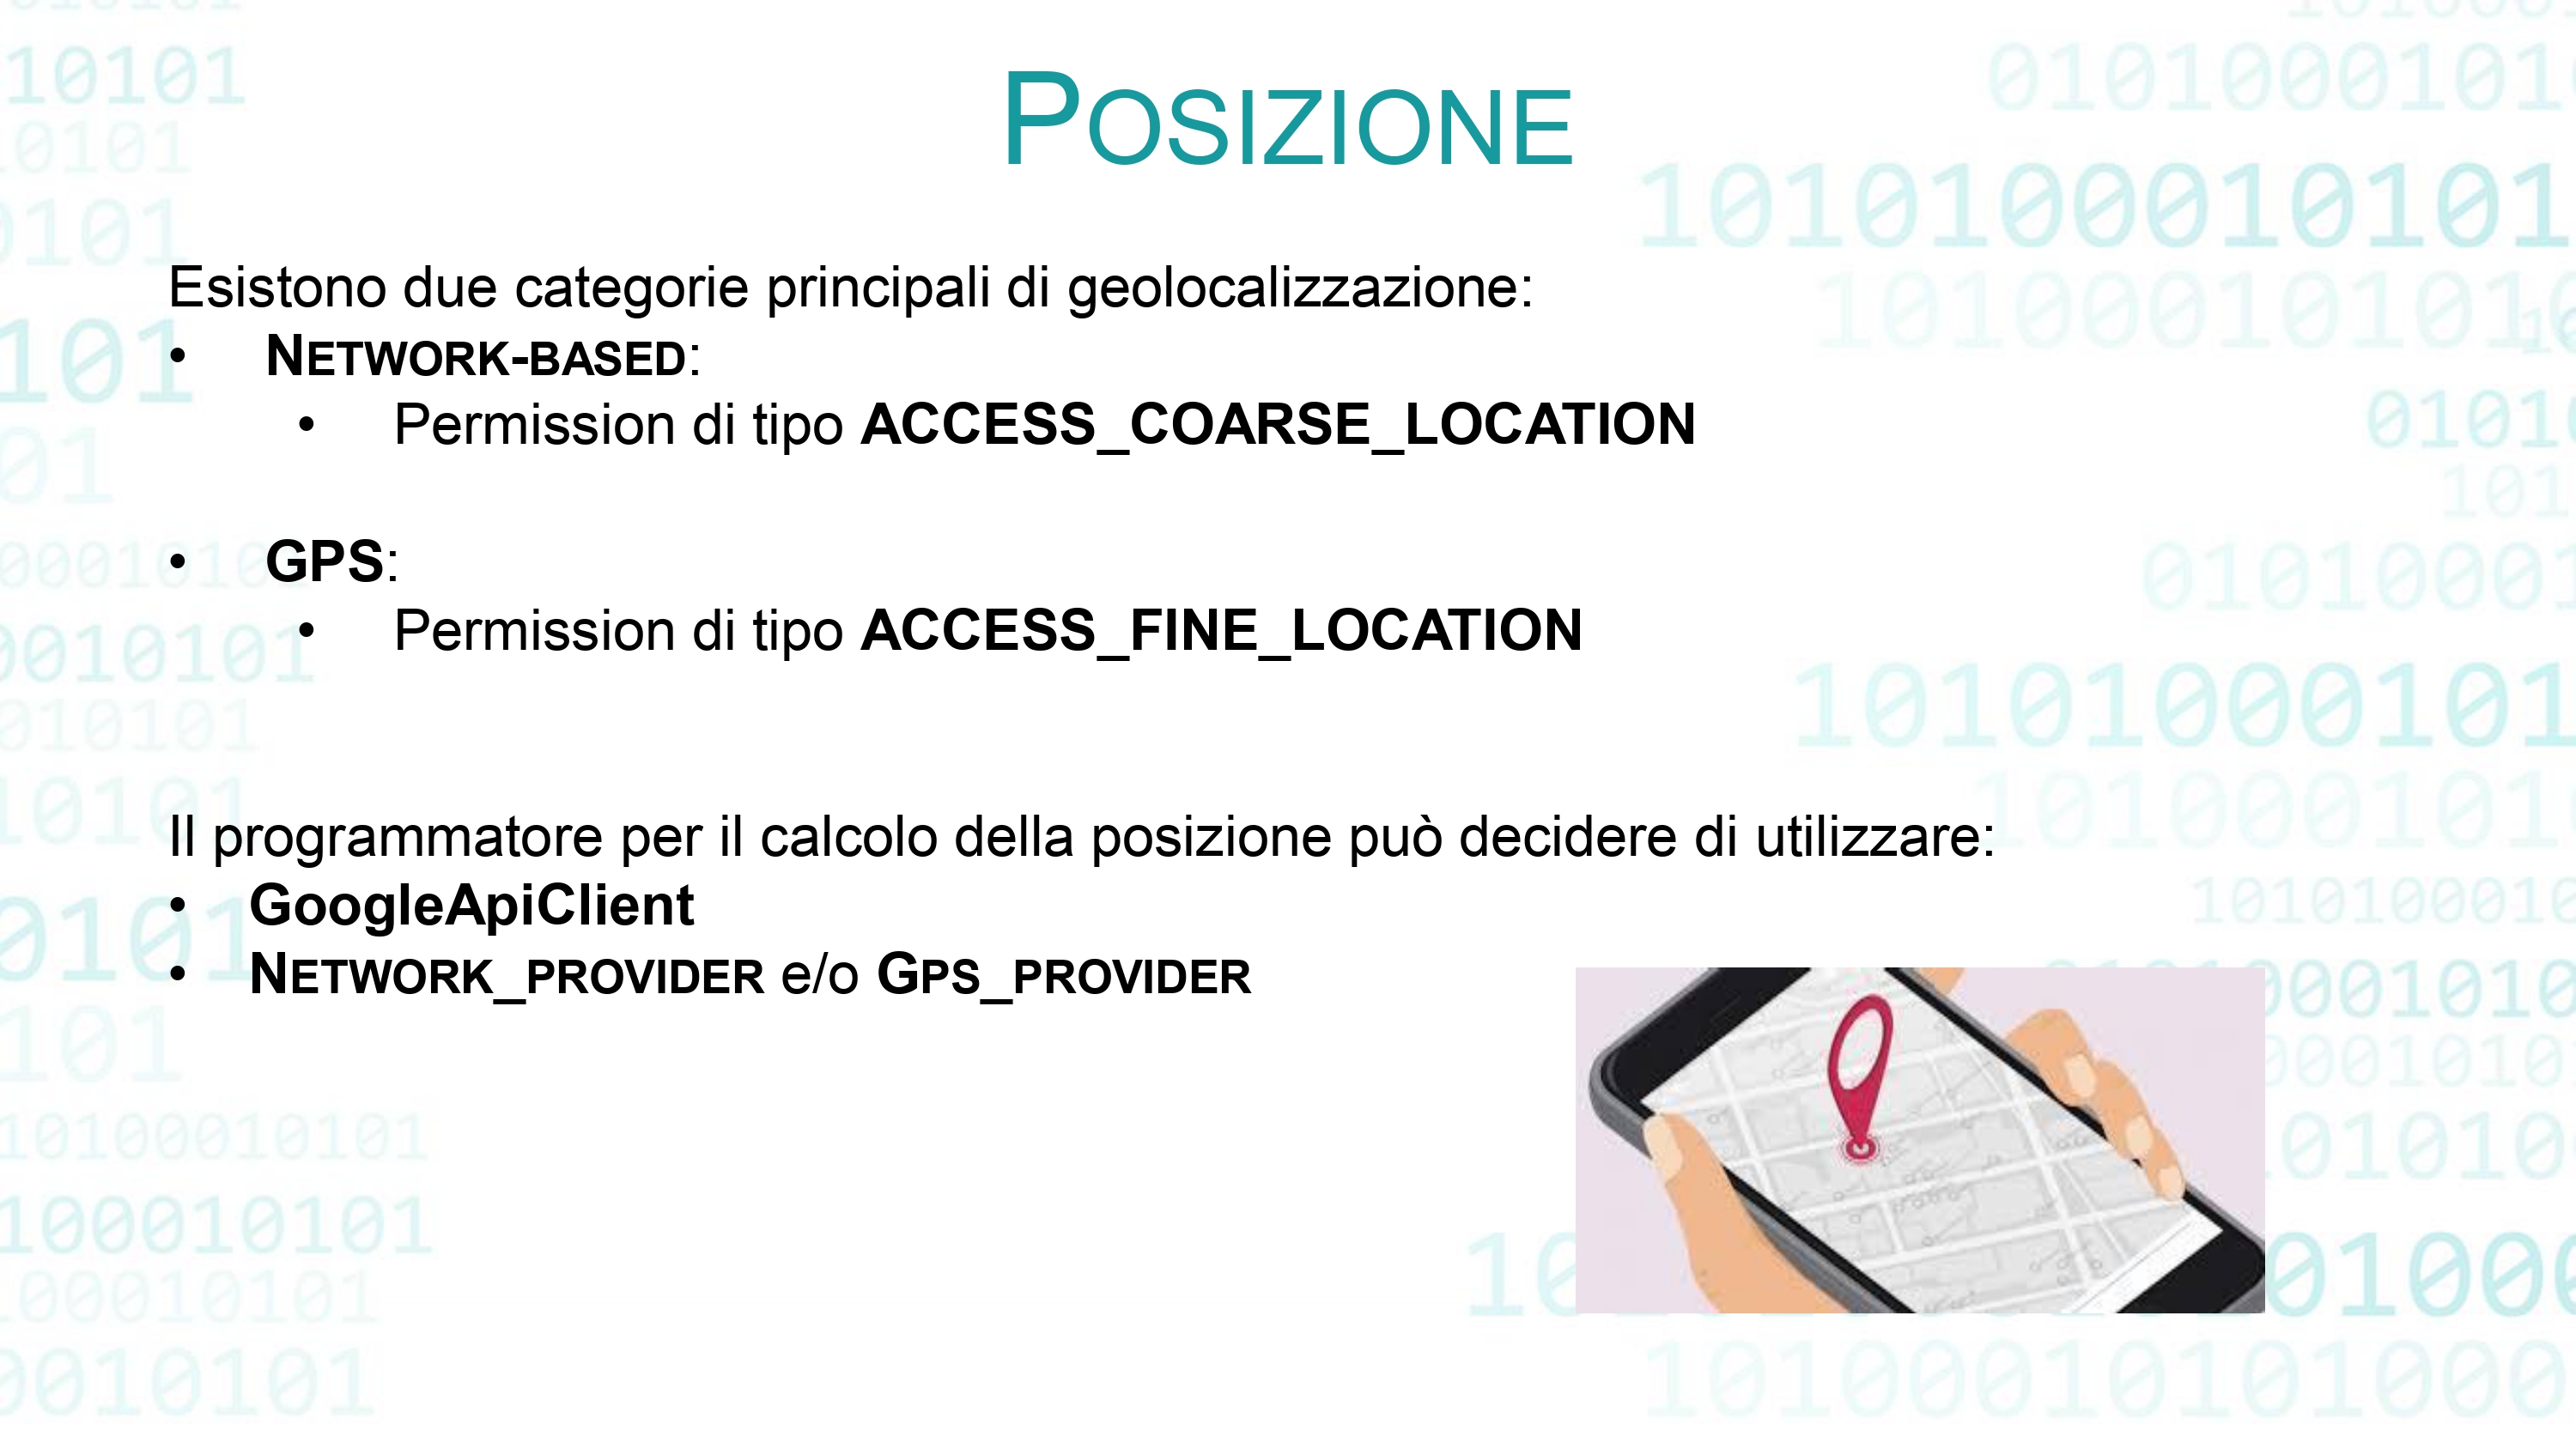 POSIZIONE
Esistono due categorie principali di geolocalizzazione:
• NETWORK-BASED:
• Permission di tipo ACCESS_COARSE_LOCATION
• GPS:
• Permission di tipo ACCESS_FINE_LOCATION
Il programmatore per il calcolo della posizione può decidere di utilizzare:
• GoogleApiClient
• NETWORK_PROVIDER e/o GPS_PROVIDER